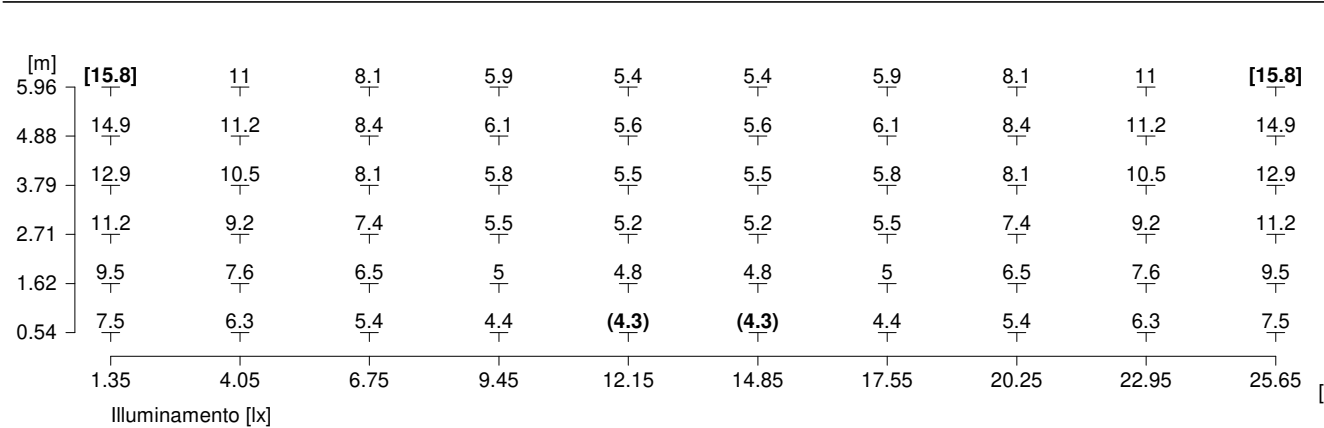 [m]
5.96 [15.8] 11 8.1 5.9 5.4 5.4 5.9 8.1 11 [15.8]
4.88 14.9 11.2 8.4 6.1 5.6 5.6 6.1 8.4 11.2 14.9
3.79 12.9 10.5 8.1 5.8 5.5 5.5 5.8 8.1 10.5 12.9
2.71 11.2 9.2 7.4 5.5 5.2 5.2 5.5 7.4 9.2 11.2
1.62 9.5 7.6 6.5 5 4.8 4.8 5 6.5 7.6 9.5
0.54 7.5 6.3 5.4 4.4 (4.3) (4.3) 4.4 5.4 6.3 7.5
1.35 4.05 6.75 9.45 12.15 14.85 17.55 20.25 22.95 25.65 [
Illuminamento [lx]